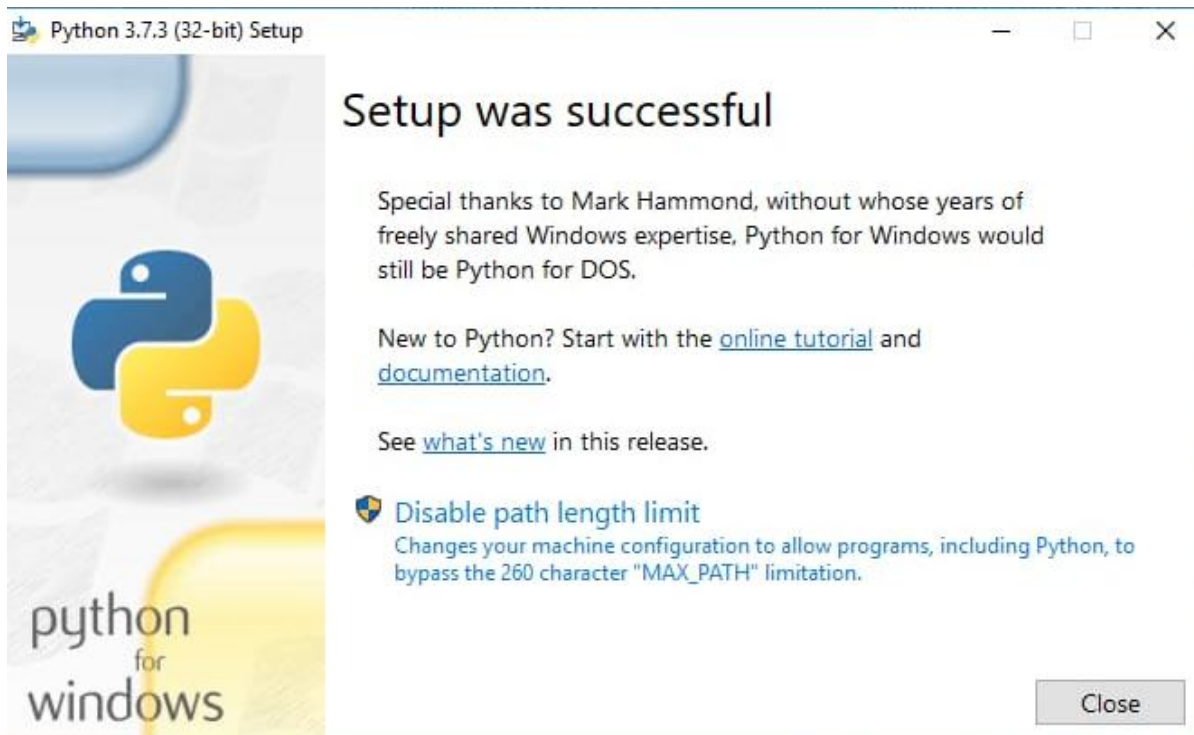 Python 3.7.3 (32-bit) Setup
Setup was successful
Special thanks to Mark Hammond, without whose years of
freely shared Windows expertise, Python for Windows would
still be Python for DOS.
New to Python? Start with the online tutorial and
documentation.
See what's new in this release.
Disable path length limit
Changes your machine configuration to allow programs, including Python, to
bypass the 260 character "MAX_PATH" limitation.
python
for
windows
Close